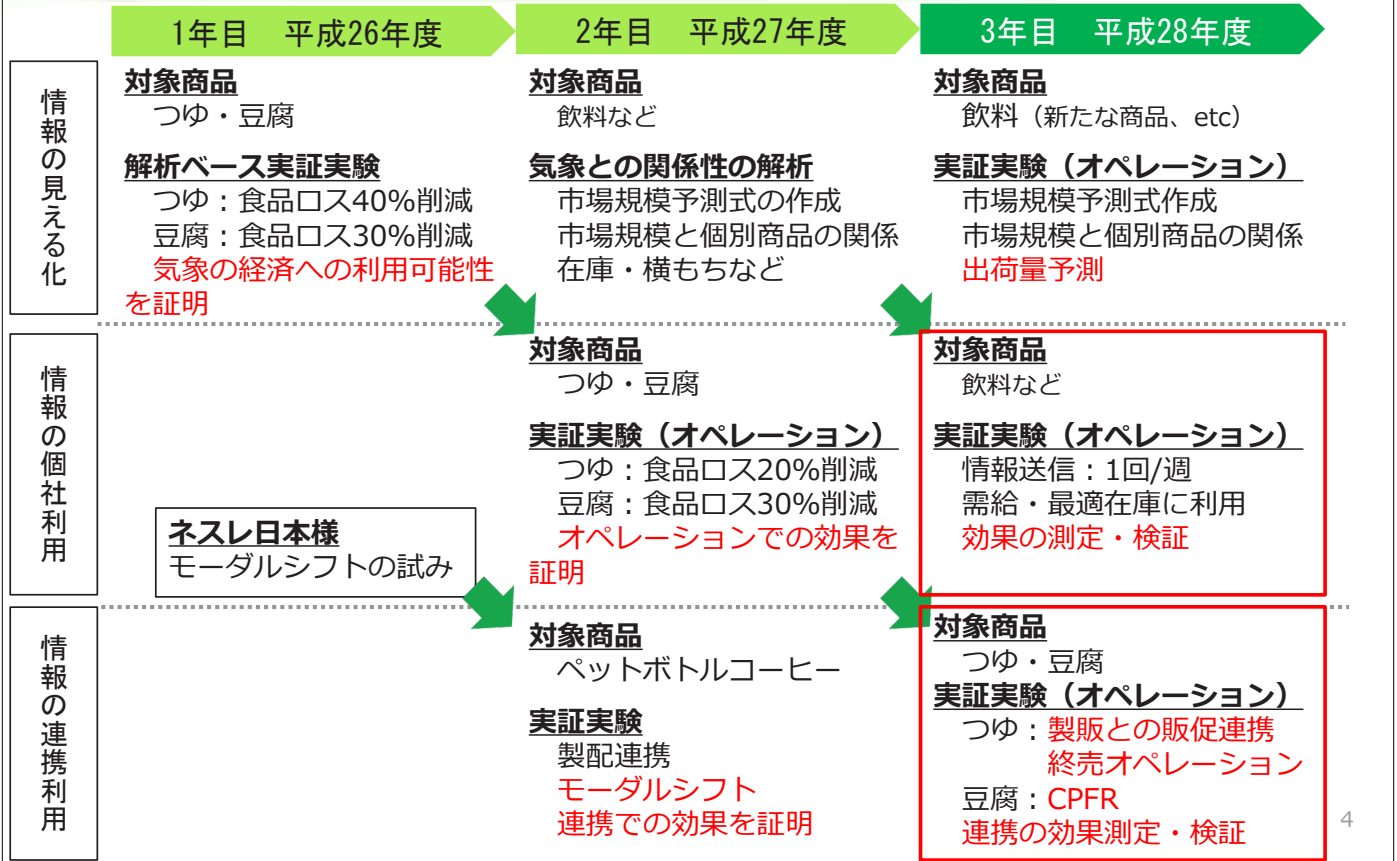 1年目　平成26年度
2年目　平成27年度
3年目　平成28年度
情報の見える化
対象商品
つゆ・豆腐
解析ベース実証実験
つゆ：食品ロス40%削減
豆腐：食品ロス30%削減
気象の経済への利用可能性
を証明
対象商品
飲料など
気象との関係性の解析
市場規模予測式の作成
市場規模と個別商品の関係
在庫・横もちなど
対象商品
飲料（新たな商品、etc）
実証実験（オペレーション）
市場規模予測式作成
市場規模と個別商品の関係
出荷量予測
情報の個社利用
ネスレ日本様
モーダルシフトの試み
対象商品
つゆ・豆腐
実証実験（オペレーション）
つゆ：食品ロス20%削減
豆腐：食品ロス30%削減
オペレーションでの効果を
証明
対象商品
飲料など
実証実験（オペレーション）
情報送信：1回/週
需給・最適在庫に利用
効果の測定・検証
情報の連携利用
対象商品
ペットボトルコーヒー
実証実験
製配連携
モーダルシフト
連携での効果を証明
対象商品
つゆ・豆腐
実証実験（オペレーション）
つゆ：製販との販促連携
終売オペレーション
豆腐：CPFR
連携の効果測定・検証
4